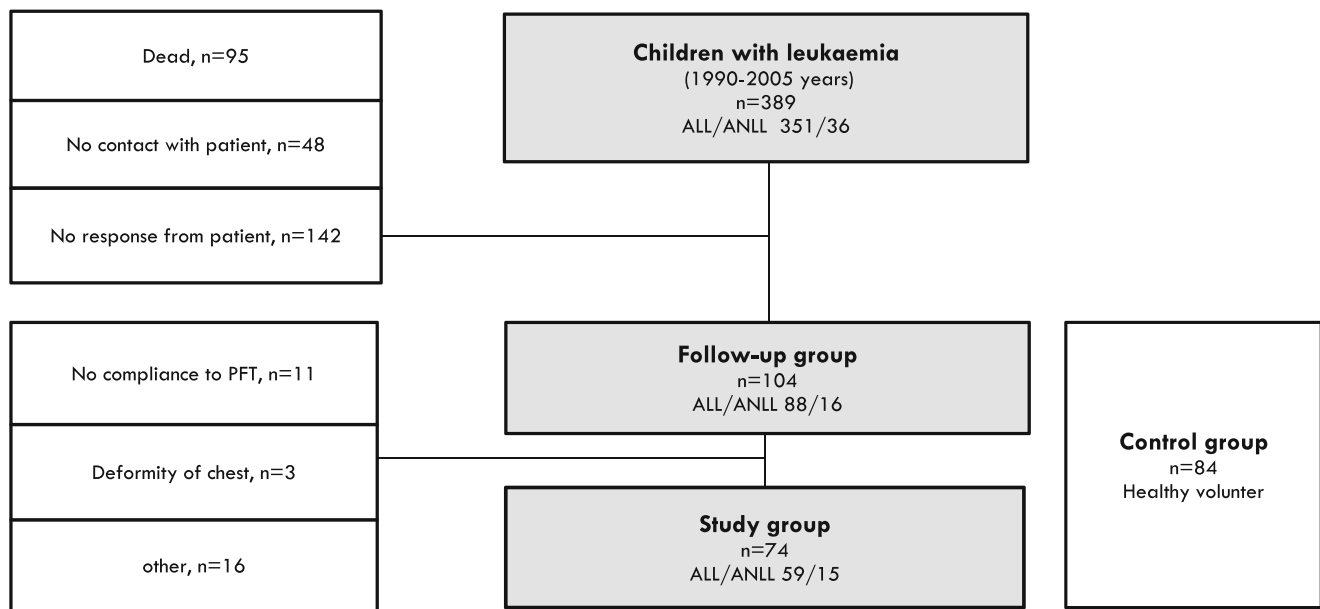 Dead, n=95
No contact with patient, n=48
No response from patient, n=142
Children with leukaemia
(1990-2005 years)
n=389
ALL/ANLL  351/36
No compliance to PFT, n=11
Deformity of chest, n=3
other, n=16
Follow-up group
n=104
ALL/ANLL 88/16
Study group
n=74
ALL/ANLL 59/15
Control group
n=84
Healthy volunter